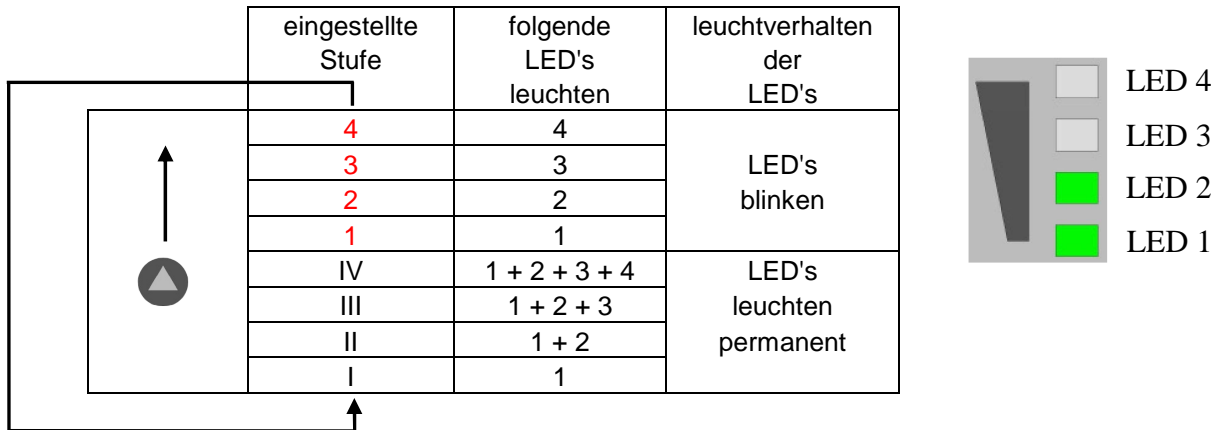 eingestellte folgende leuchtverhalten
Stufe LED's der
leuchten LED's
4 4
3 3 LED's
2 2 blinken
1 1
IV 1 + 2 + 3 + 4 LED's
III 1 + 2 + 3 leuchten
II 1 + 2 permanent
I 1
LED 4
LED 3
LED 2
LED 1